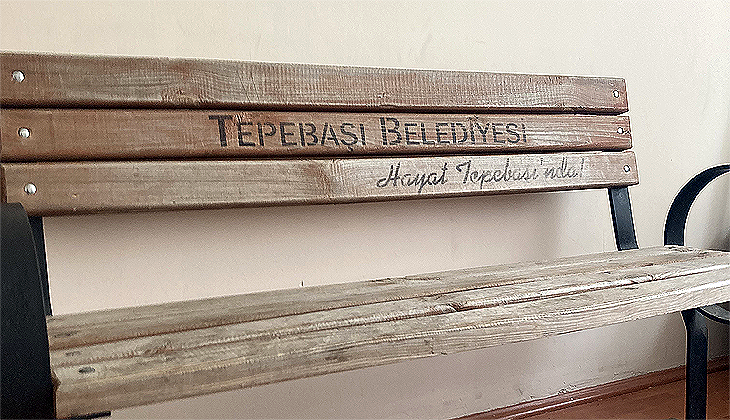 TEPEBAŞI BELEDİYESİ
Hayat Tepebaşı'nda!